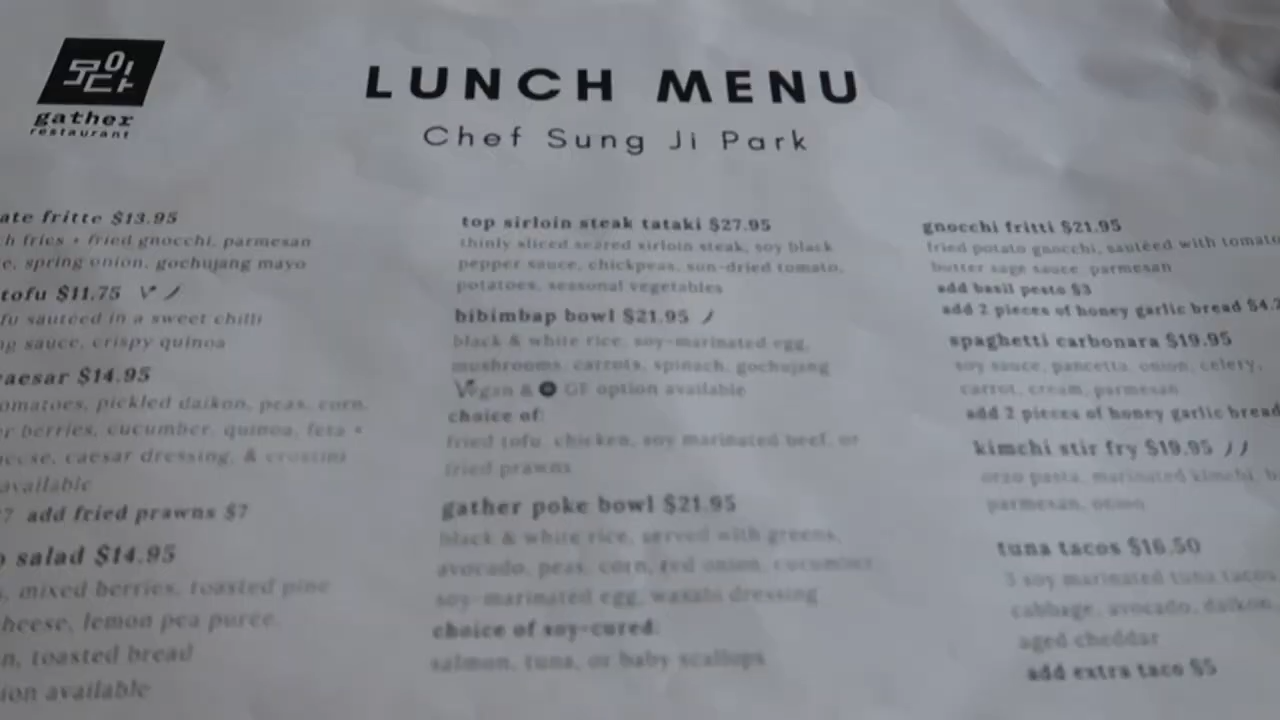 모아
gather
restaurant
LUNCH MENU
Chef Sung Ji Park
fritte $13.95
fries + fried gnocchi, parmesan
spring onion, gochujang mayo
tofu $11.75
sautéed in a sweet chilli
sauce, crispy quinoa
caesar $14.95
tomatoes, pickled daikon, peas, corn,
berries, cucumber, quinoa, feta +
caesar dressing, & crostini
available
add fried prawns $7
salad $14.95
mixed berries, toasted pine
cheese, lemon pea puree,
toasted bread
available
top sirloin steak tataki $27.95
thinly sliced seared sirloin steak, soy black
pepper sauce, chickpeas, sun-dried tomato,
potatoes, seasonal vegetables
bibimbap bowl $21.95
black & white rice, soy-marinated egg,
mushrooms, carrots, spinach, gochujang
Vegan & GF option available
choice of:
fried tofu, chicken, soy marinated beef, or
fried prawns
gather poke bowl $21.95
black & white rice, served with greens,
avocado, peas, corn, red onion, cucumber
soy-marinated egg, wasabi dressing
choice of soy-cured:
salmon, tuna, or baby scallops
gnocchi fritti $21.95
fried potato gnocchi, sautéed with tomato
butter sage sauce, parmesan
add basil pesto $3
add 2 pieces of honey garlic bread
spaghetti carbonara $19.95
soy sauce, pancetta, onion, celery,
carrot, cream, parmesan
add 2 pieces of honey garlic bread
kimchi stir fry $19.95
orzo pasta, marinated kimchi,
parmesan, onion
tuna tacos $16.50
3 soy marinated tuna tacos
cabbage, avocado, daikon,
aged cheddar
add extra taco $5